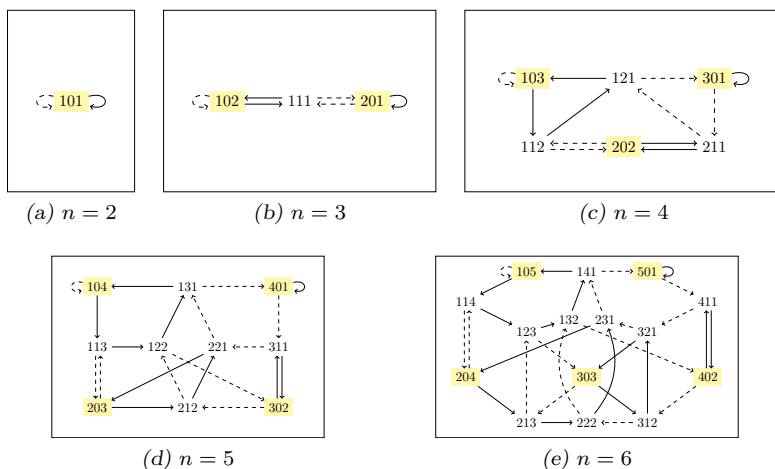 101
102 111 201
103 121 301
112 202 211
(a) n = 2
(b) n = 3
(c) n = 4
104 131 401
113 122 221 311
203 212 302
(d) n = 5
105 141 501
114 411
123 132 231 321
204 303 402
213 222 312
(e) n = 6